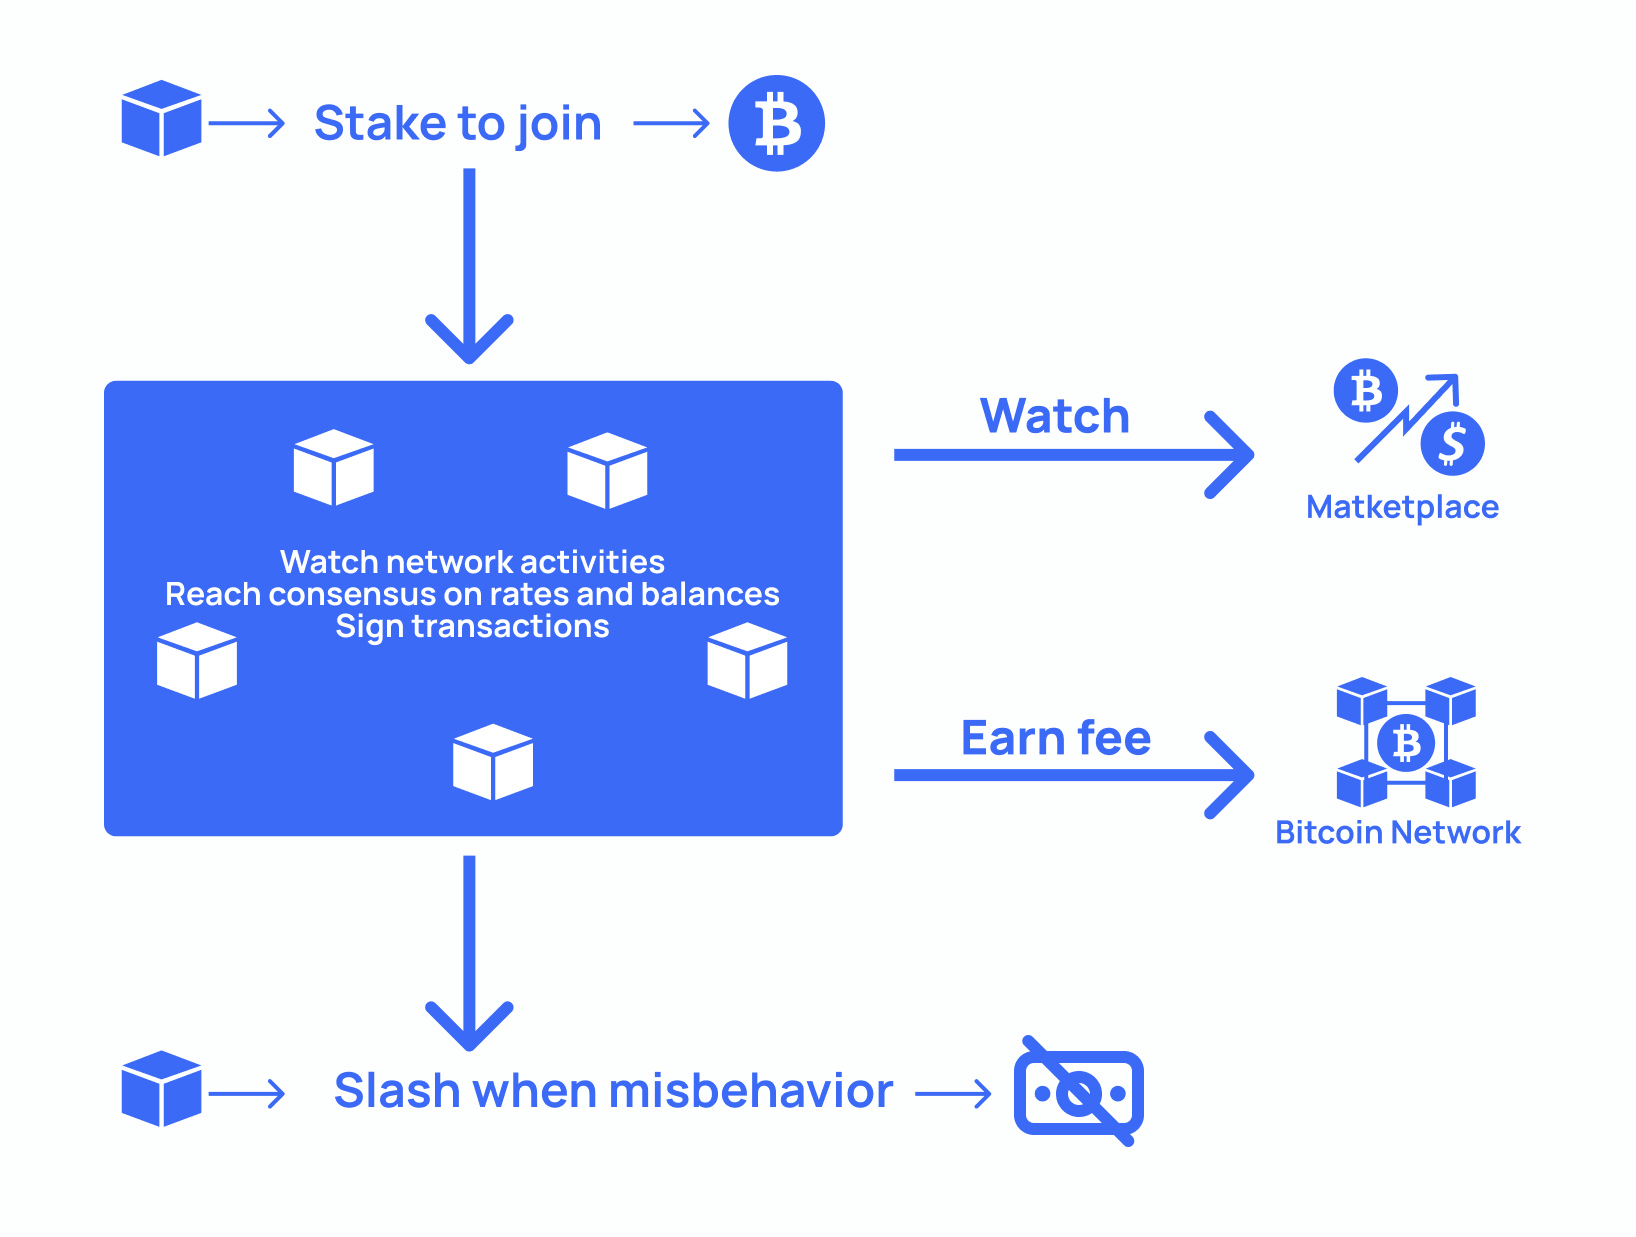 Stake to join
Watch network activities
Reach consensus on rates and balances
Sign transactions
Watch
Matketplace
Earn fee
Bitcoin Network
Slash when misbehavior